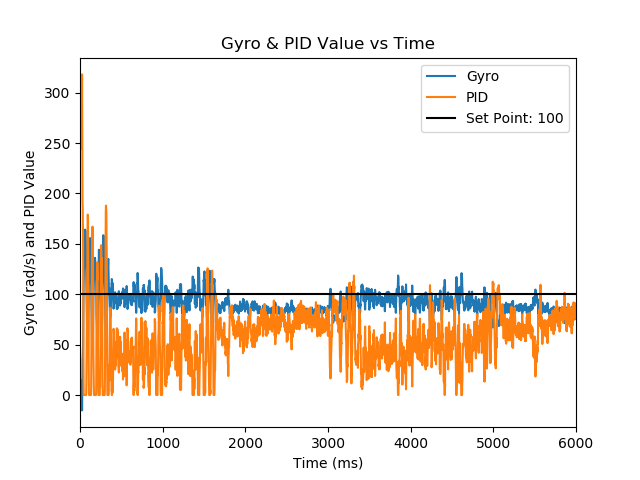 Gyro & PID Value vs Time
Gyro
PID
Set Point: 100
Gyro (rad/s) and PID Value
300
250
200
150
100
50
0
0 1000 2000 3000 4000 5000 6000
Time (ms)